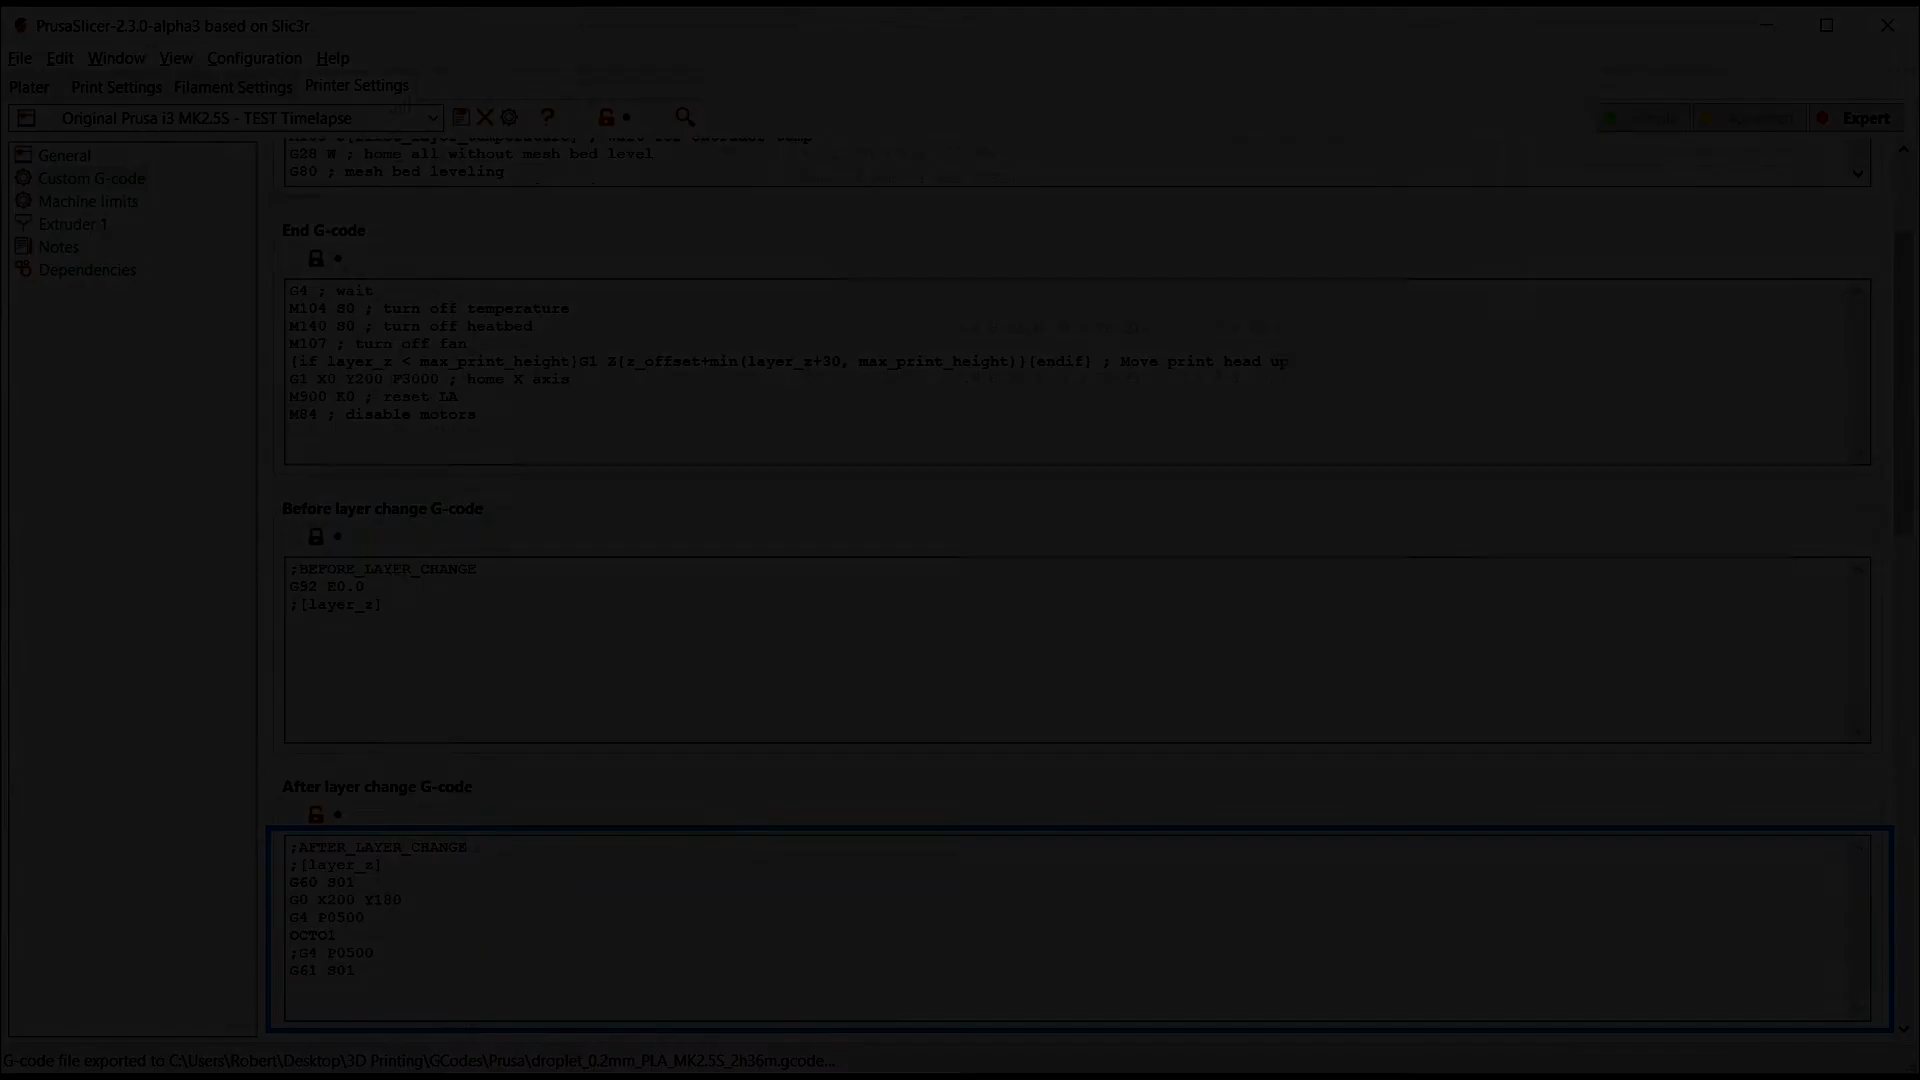 PrusaSlicer-2.3.0-alpha3 based on Slic3r
File Edit Window View Configuration Help
Plater Print Settings Filament Settings Printer Settings
Original Prusa i3 MK2.5S - TEST Timelapse
Expert
General
Custom G-code
Machine limits
Extruder 1
Notes
Dependencies
G28 W ; home all without mesh bed level
G80 ; mesh bed leveling
End G-code
G4 ; wait
M104 S0 ; turn off temperature
M140 S0 ; turn off heatbed
M107 ; turn off fan
{if layer_z < max_print_height}G1 Z{z_offset+min(layer_z+30, max_print_height)}{endif} ; Move print head up
G1 X0 Y200 F3000 ; home X axis
M900 K0 ; reset LA
M84 ; disable motors
Before layer change G-code
;BEFORE_LAYER_CHANGE
G92 E0.0
;[layer_z]
After layer change G-code
;AFTER_LAYER_CHANGE
;[layer_z]
G60 S01
G0 X200 Y180
G4 P0500
OCTO1
;G4 P0500
G61 S01
G-code file exported to C:\Users\Robert\Desktop\3D Printing\GCodes\Prusa\droplet_0.2mm_PLA_MK2.5S_2h36m.gcode...